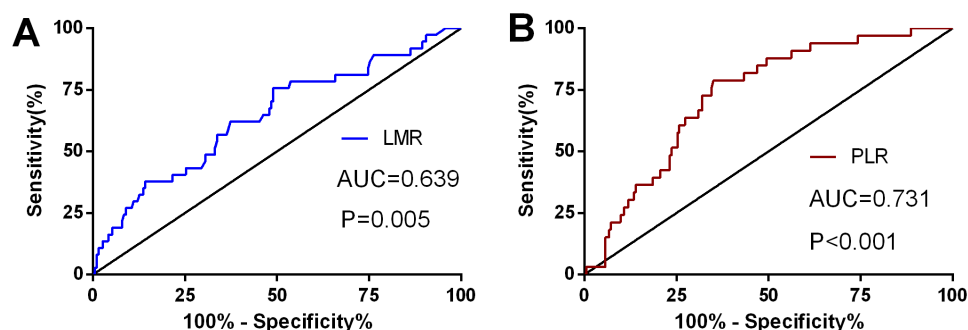 A
Sensitivity(%)
100
75
50
25
0
LMR
AUC=0.639
P=0.005
0 25 50 75 100
100% - Specificity%
B
Sensitivity(%)
100
75
50
25
0
PLR
AUC=0.731
P<0.001
0 25 50 75 100
100% - Specificity%